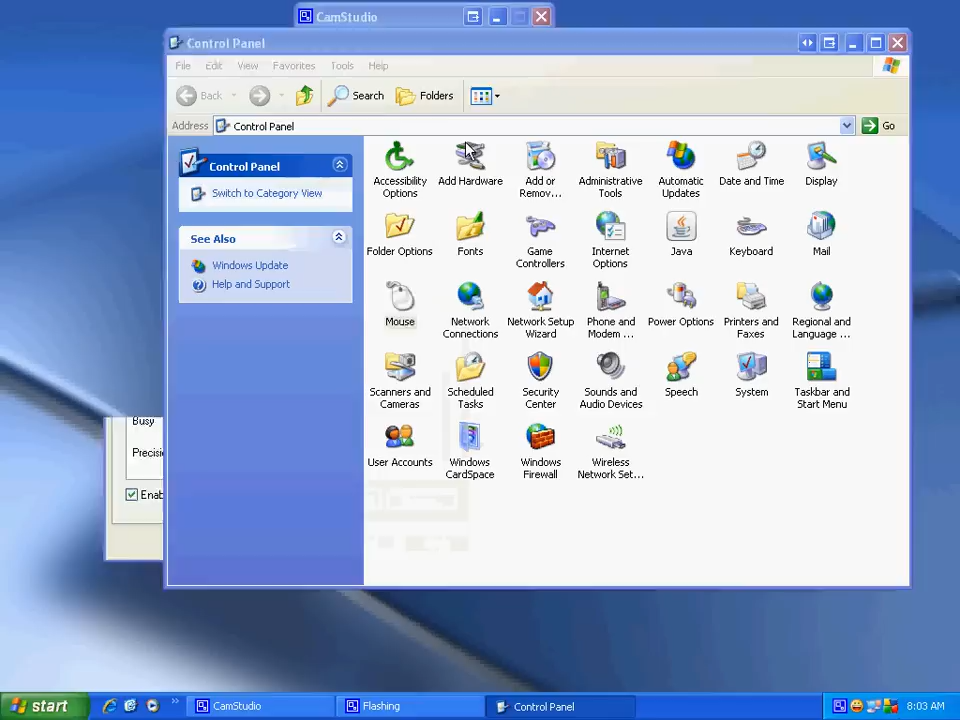 CamStudio
Control Panel
File Edit View Favorites Tools Help
Back Search Folders
Address Control Panel Go
Control Panel
Switch to Category View
See Also
Windows Update
Help and Support
Accessibility Options
Add Hardware
Add or Remov...
Administrative Tools
Automatic Updates
Date and Time
Display
Folder Options
Fonts
Game Controllers
Internet Options
Java
Keyboard
Mail
Mouse
Network Connections
Network Setup Wizard
Phone and Modem ...
Power Options
Printers and Faxes
Regional and Language ...
Scanners and Cameras
Scheduled Tasks
Security Center
Sounds and Audio Devices
Speech
System
Taskbar and Start Menu
User Accounts
Windows CardSpace
Windows Firewall
Wireless Network Set...
Busy
Precisi
Enab
start CamStudio Flashing Control Panel 8:03 AM